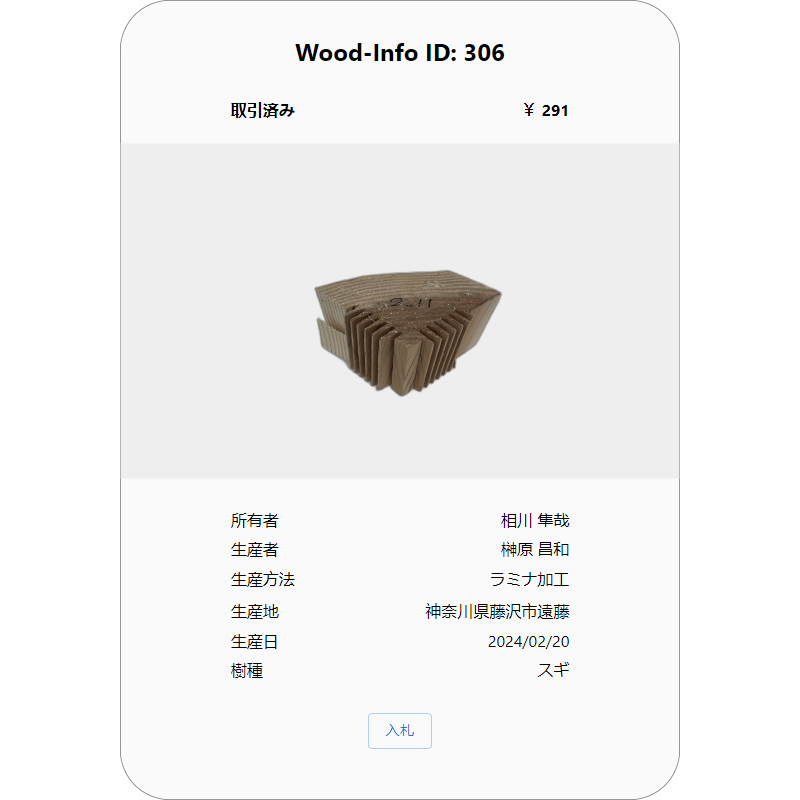 Wood-Info ID: 306
取引済み ￥ 291
2-11
所有者 相川 隼哉
生産者 榊原 昌和
生産方法 ラミナ加工
生産地 神奈川県藤沢市遠藤
生産日 2024/02/20
樹種 スギ
入札